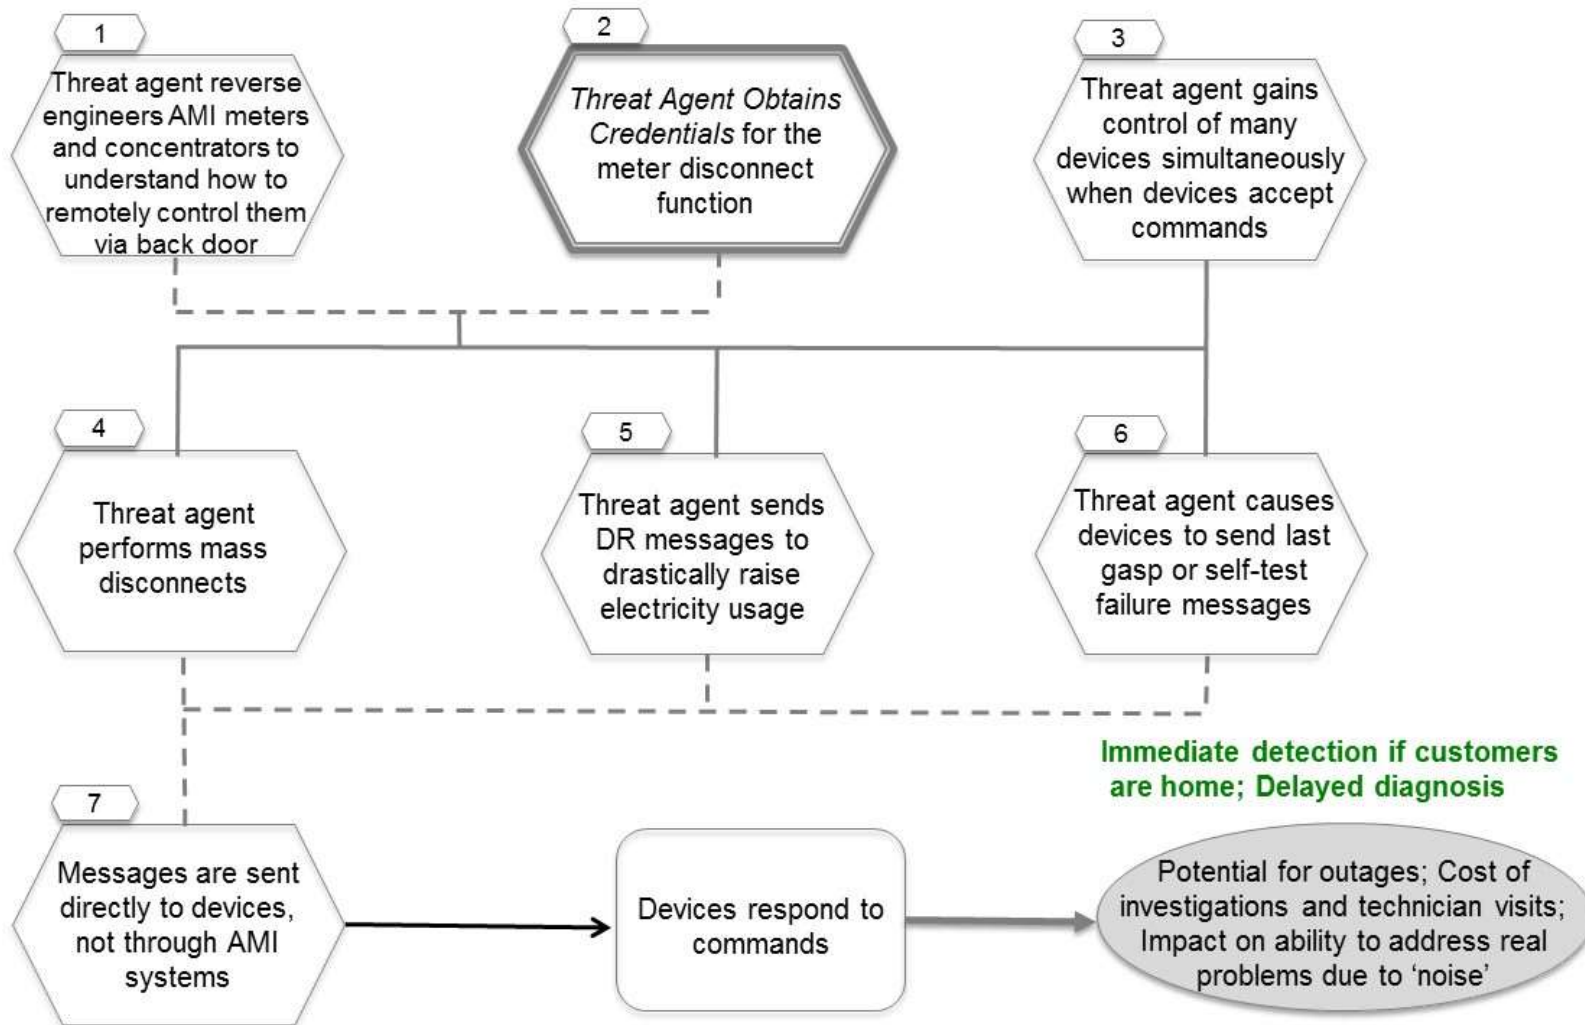 1
Threat agent reverse
engineers AMI meters
and concentrators to
understand how to
remotely control them
via back door
2
Threat Agent Obtains
Credentials for the
meter disconnect
function
3
Threat agent gains
control of many
devices simultaneously
when devices accept
commands
4
Threat agent
performs mass
disconnects
5
Threat agent sends
DR messages to
drastically raise
electricity usage
6
Threat agent causes
devices to send last
gasp or self-test
failure messages
7
Messages are sent
directly to devices,
not through AMI
systems
Devices respond to
commands
Immediate detection if customers
are home; Delayed diagnosis
Potential for outages; Cost of
investigations and technician visits;
Impact on ability to address real
problems due to ‘noise’